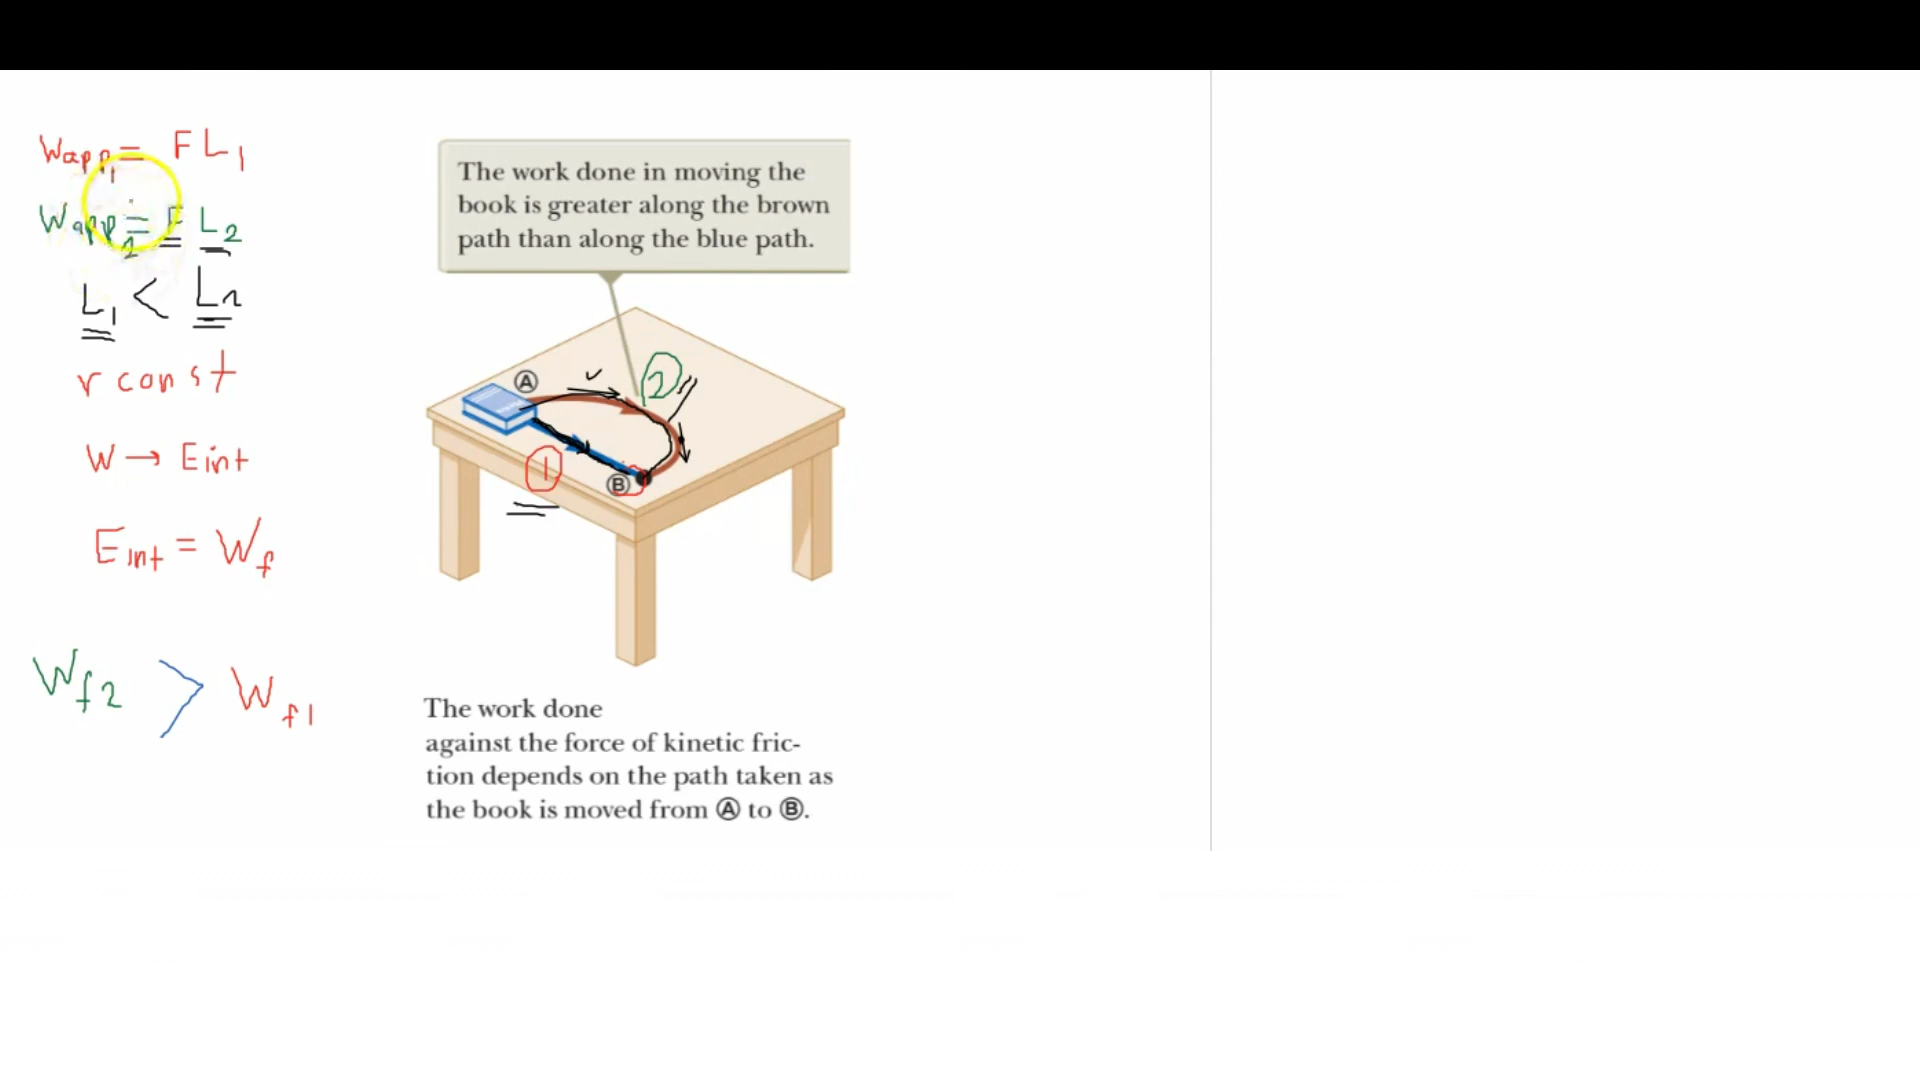 Wapp1 = FL1
Wapp2 = FL2
L1 < L2
v const
W → Eint
Eint = Wf
Wf2 > Wf1
The work done in moving the
book is greater along the brown
path than along the blue path.
A
2
1
B
The work done
against the force of kinetic fric-
tion depends on the path taken as
the book is moved from Ⓐ to Ⓑ.